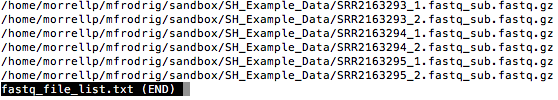 /home/morrellp/mfrodrig/sandbox/SH_Example_Data/SRR2163293_1.fastq_sub.fastq.gz
/home/morrellp/mfrodrig/sandbox/SH_Example_Data/SRR2163293_2.fastq_sub.fastq.gz
/home/morrellp/mfrodrig/sandbox/SH_Example_Data/SRR2163294_1.fastq_sub.fastq.gz
/home/morrellp/mfrodrig/sandbox/SH_Example_Data/SRR2163294_2.fastq_sub.fastq.gz
/home/morrellp/mfrodrig/sandbox/SH_Example_Data/SRR2163295_1.fastq_sub.fastq.gz
/home/morrellp/mfrodrig/sandbox/SH_Example_Data/SRR2163295_2.fastq_sub.fastq.gz
fastq_file_list.txt (END)